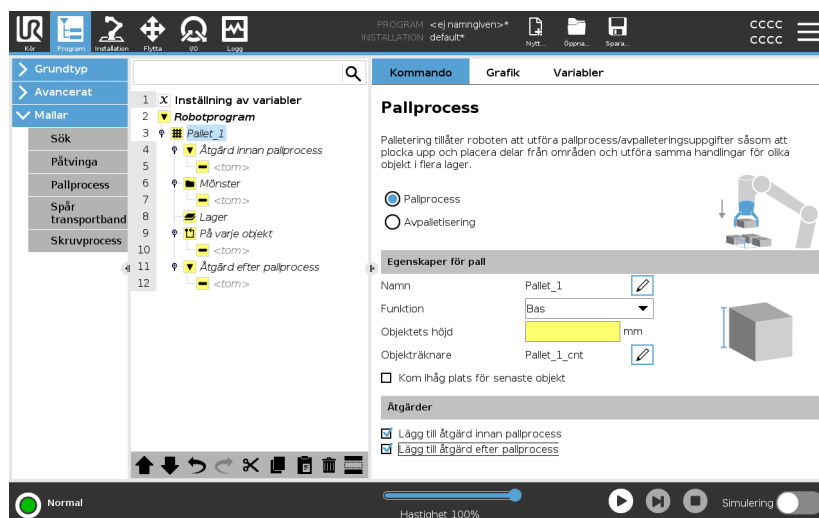 UR
PROGRAM <ej namngiven>*
INSTALLATION default*
CCCC
CCCC
Kör Program Installation Flytta I/O Logg Nytt... Öppna... Spara...
Grundtyp
Avancerat
Mallar
Sök
Påtvinga
Pallprocess
Spår
transportband
Skruvprocess
1 X Inställning av variabler
2 Robotprogram
3 Pallet_1
4 Åtgärd innan pallprocess
5 <tom>
6 Mönster
7 <tom>
8 Lager
9 På varje objekt
10 <tom>
11 Åtgärd efter pallprocess
12 <tom>
Kommando Grafik Variabler
Pallprocess
Palletering tillåter roboten att utföra pallprocess/avpalleteringsuppgifter såsom att
plocka upp och placera delar från områden och utföra samma handlingar för olika
objekt i flera lager.
Pallprocess
Avpalletisering
Egenskaper för pall
Namn Pallet_1
Funktion Bas
Objektets höjd mm
Objekträknare Pallet_1_cnt
Kom ihåg plats för senaste objekt
Åtgärder
Lägg till åtgärd innan pallprocess
Lägg till åtgärd efter pallprocess
Normal
Hastighet 100%
Simulering